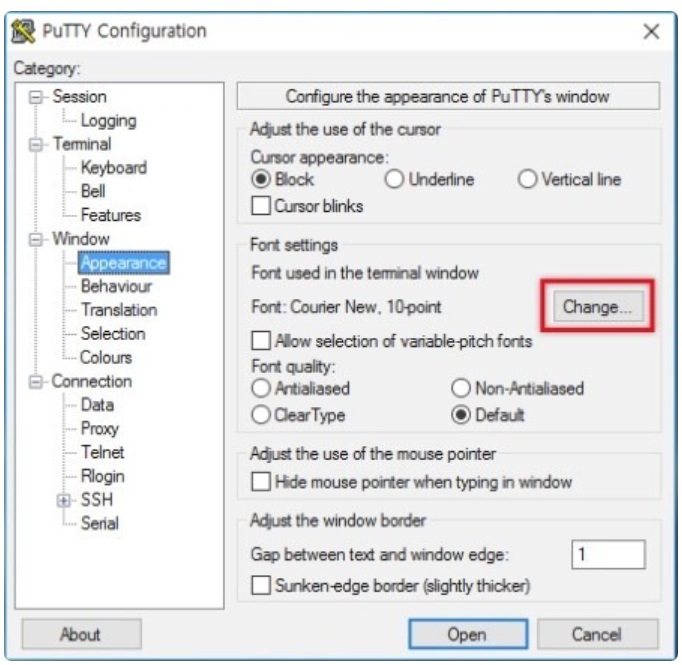 PuTTY Configuration
Category:
Session
Logging
Terminal
Keyboard
Bell
Features
Window
Appearance
Behaviour
Translation
Selection
Colours
Connection
Data
Proxy
Telnet
Rlogin
SSH
Serial
Configure the appearance of PuTTY's window
Adjust the use of the cursor
Cursor appearance:
Block Underline Vertical line
Cursor blinks
Font settings
Font used in the terminal window
Font: Courier New, 10-point Change...
Allow selection of variable-pitch fonts
Font quality:
Antialiased Non-Antialiased
ClearType Default
Adjust the use of the mouse pointer
Hide mouse pointer when typing in window
Adjust the window border
Gap between text and window edge: 1
Sunken-edge border (slightly thicker)
About Open Cancel